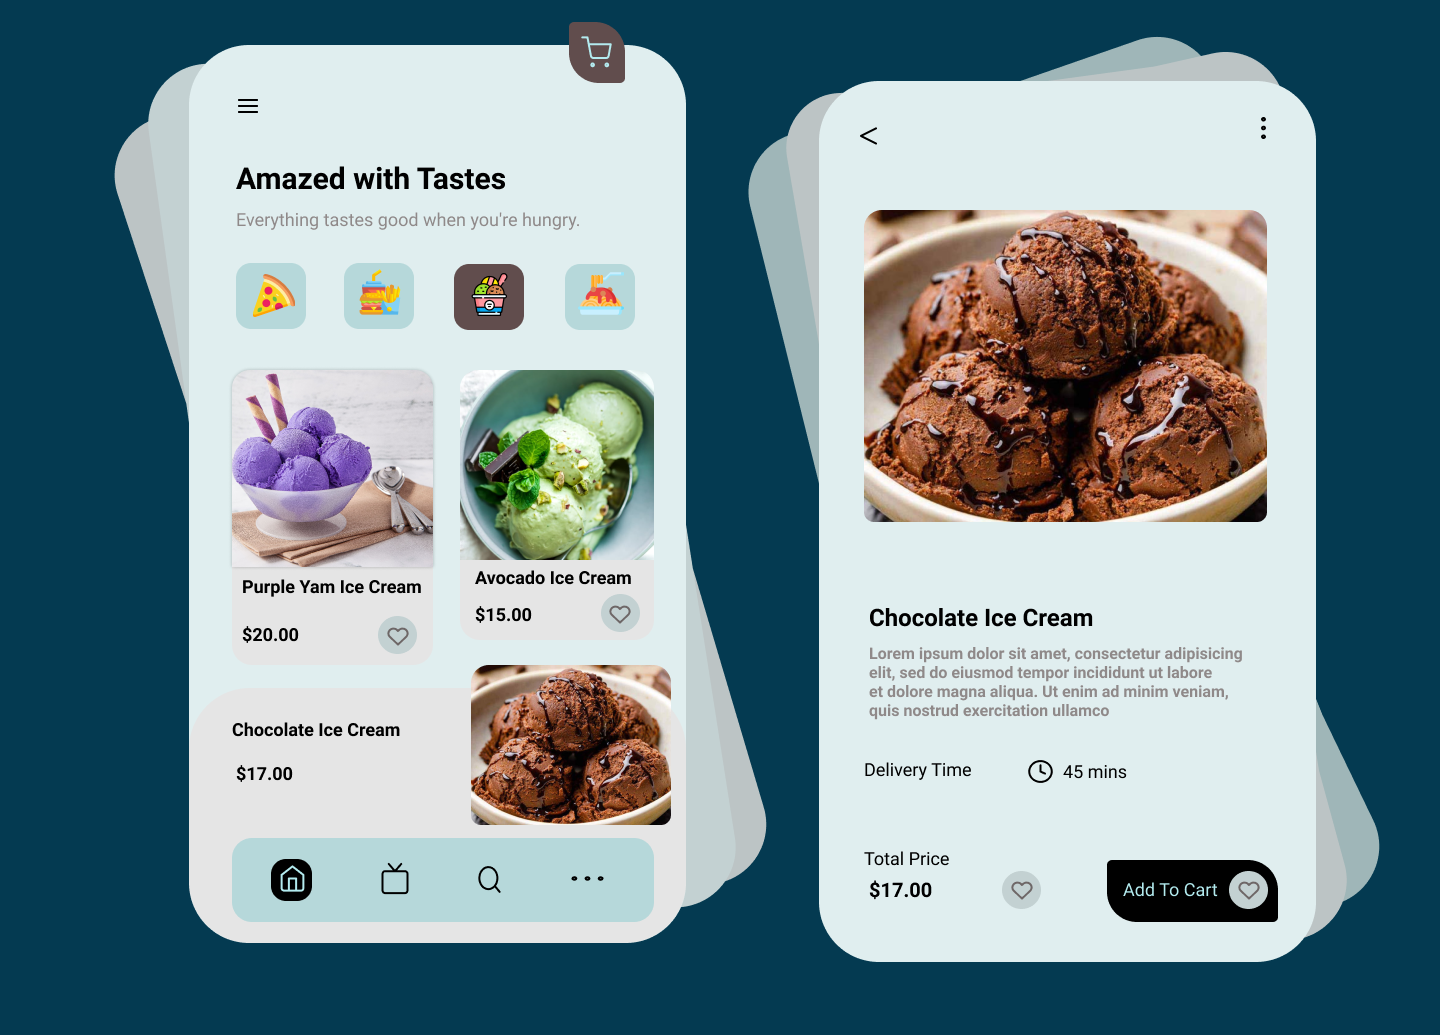 Amazed with Tastes
Everything tastes good when you're hungry.
Purple Yam Ice Cream
$20.00
Avocado Ice Cream
$15.00
Chocolate Ice Cream
$17.00
<
Chocolate Ice Cream
Lorem ipsum dolor sit amet, consectetur adipisicing
elit, sed do eiusmod tempor incididunt ut labore
et dolore magna aliqua. Ut enim ad minim veniam,
quis nostrud exercitation ullamco
Delivery Time
45 mins
Total Price
$17.00
Add To Cart